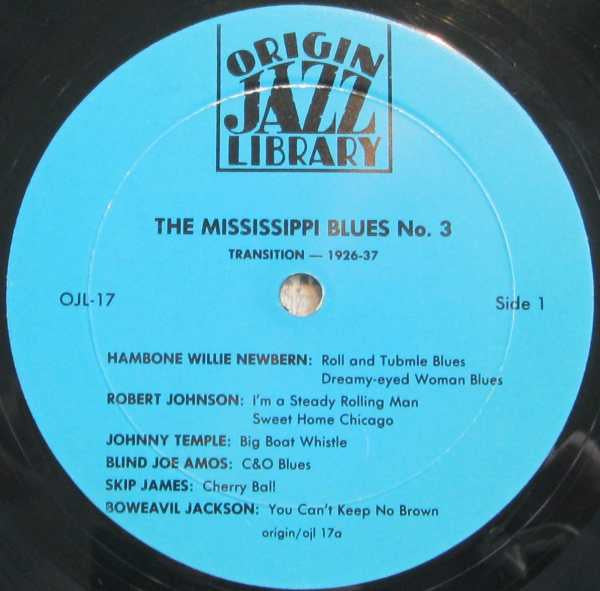 ORIGIN
JAZZ
LIBRARY
THE MISSISSIPPI BLUES No. 3
TRANSITION — 1926-37
OJL-17
Side 1
HAMBONE WILLIE NEWBERN: Roll and Tubmle Blues
Dreamy-eyed Woman Blues
ROBERT JOHNSON: I'm a Steady Rolling Man
Sweet Home Chicago
JOHNNY TEMPLE: Big Boat Whistle
BLIND JOE AMOS: C&O Blues
SKIP JAMES: Cherry Ball
BOWEAVIL JACKSON: You Can't Keep No Brown
origin/ojl 17a